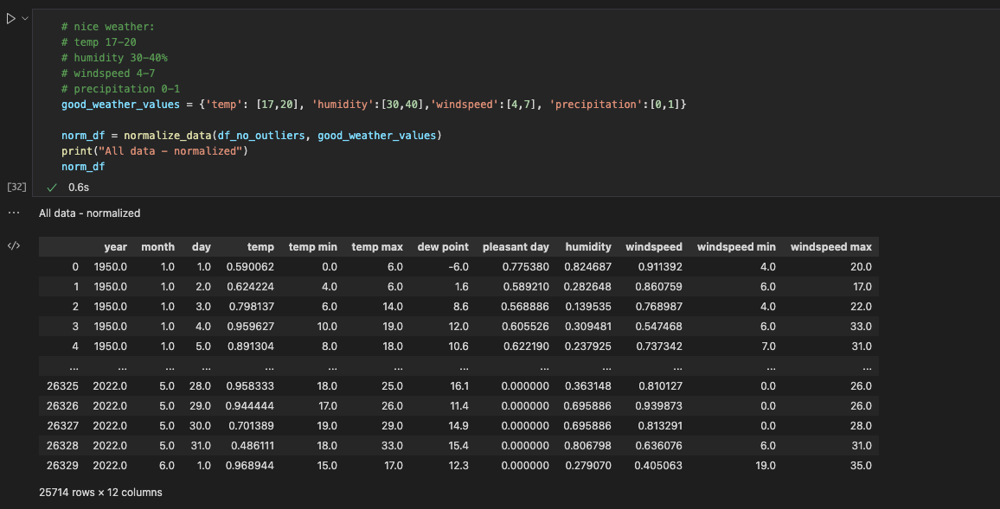 # nice weather:
# temp 17-20
# humidity 30-40%
# windspeed 4-7
# precipitation 0-1
good_weather_values = {'temp': [17,20], 'humidity':[30,40],'windspeed':[4,7], 'precipitation':[0,1]}
norm_df = normalize_data(df_no_outliers, good_weather_values)
print("All data - normalized")
norm_df
[32] ✓ 0.6s
... All data - normalized
</> year month day temp temp min temp max dew point pleasant day humidity windspeed windspeed min windspeed max
0 1950.0 1.0 1.0 0.590062 0.0 6.0 -6.0 0.775380 0.824687 0.911392 4.0 20.0
1 1950.0 1.0 2.0 0.624224 4.0 6.0 1.6 0.589210 0.282648 0.860759 6.0 17.0
2 1950.0 1.0 3.0 0.798137 6.0 14.0 8.6 0.568886 0.139535 0.768987 4.0 22.0
3 1950.0 1.0 4.0 0.959627 10.0 19.0 12.0 0.605526 0.309481 0.547468 6.0 33.0
4 1950.0 1.0 5.0 0.891304 8.0 18.0 10.6 0.622190 0.237925 0.737342 7.0 31.0
... ... ... ... ... ... ... ... ... ... ... ... ...
26325 2022.0 5.0 28.0 0.958333 18.0 25.0 16.1 0.000000 0.363148 0.810127 0.0 26.0
26326 2022.0 5.0 29.0 0.944444 17.0 26.0 11.4 0.000000 0.695886 0.939873 0.0 26.0
26327 2022.0 5.0 30.0 0.701389 19.0 29.0 14.9 0.000000 0.695886 0.813291 0.0 28.0
26328 2022.0 5.0 31.0 0.486111 18.0 33.0 15.4 0.000000 0.806798 0.636076 6.0 31.0
26329 2022.0 6.0 1.0 0.968944 15.0 17.0 12.3 0.000000 0.279070 0.405063 19.0 35.0
25714 rows × 12 columns